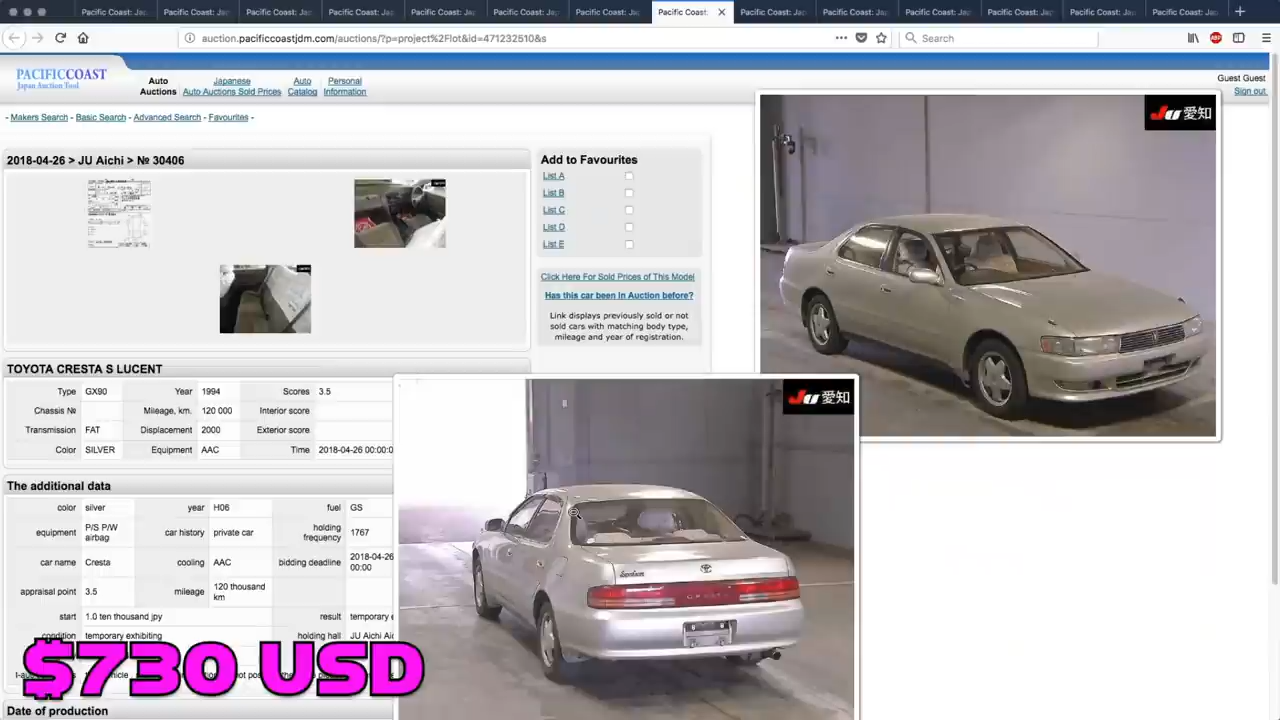 Pacific Coast: Jap
Pacific Coast: Jap
Pacific Coast: Jap
Pacific Coast: Jap
Pacific Coast: Jap
Pacific Coast: Jap
Pacific Coast: Jap
Pacific Coast:
Pacific Coast: Jap
Pacific Coast: Jap
Pacific Coast: Jap
Pacific Coast: Jap
Pacific Coast: Jap
Pacific Coast: Jap
auction.pacificcoastjdm.com/auctions/?p=project%2Flot&id=471232510&s
Search
ABP
PACIFICCOAST
Japan Auction Tool
Auto Auctions
Japanese Auto Auctions Sold Prices
Auto Catalog
Personal Information
Guest Guest
Sign out
- Makers Search - Basic Search - Advanced Search - Favourites -
2018-04-26 > JU Aichi > № 30406
Add to Favourites
List A
List B
List C
List D
List E
Click Here For Sold Prices of This Model
Has this car been In Auction before?
Link displays previously sold or not
sold cars with matching body type,
mileage and year of registration.
Ju 愛知
TOYOTA CRESTA S LUCENT
Type GX90 Year 1994 Scores 3.5
Chassis № Mileage, km. 120 000 Interior score
Transmission FAT Displacement 2000 Exterior score
Color SILVER Equipment AAC Time 2018-04-26 00:00:0
Ju 愛知
CRESTA
The additional data
color silver year H06 fuel GS
equipment P/S P/W airbag car history private car holding frequency 1767
car name Cresta cooling AAC bidding deadline 2018-04-26 00:00
appraisal point 3.5 mileage 120 thousand km
start 1.0 ten thousand jpy result temporary e
condition temporary exhibiting holding hall JU Aichi Aic
$730 USD
Date of production